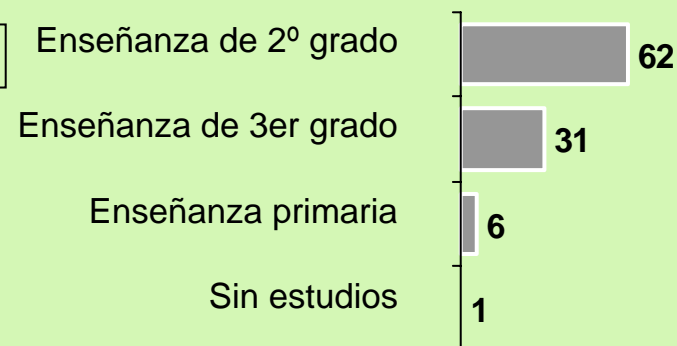 Enseñanza de 2º grado 62
Enseñanza de 3er grado 31
Enseñanza primaria 6
Sin estudios 1